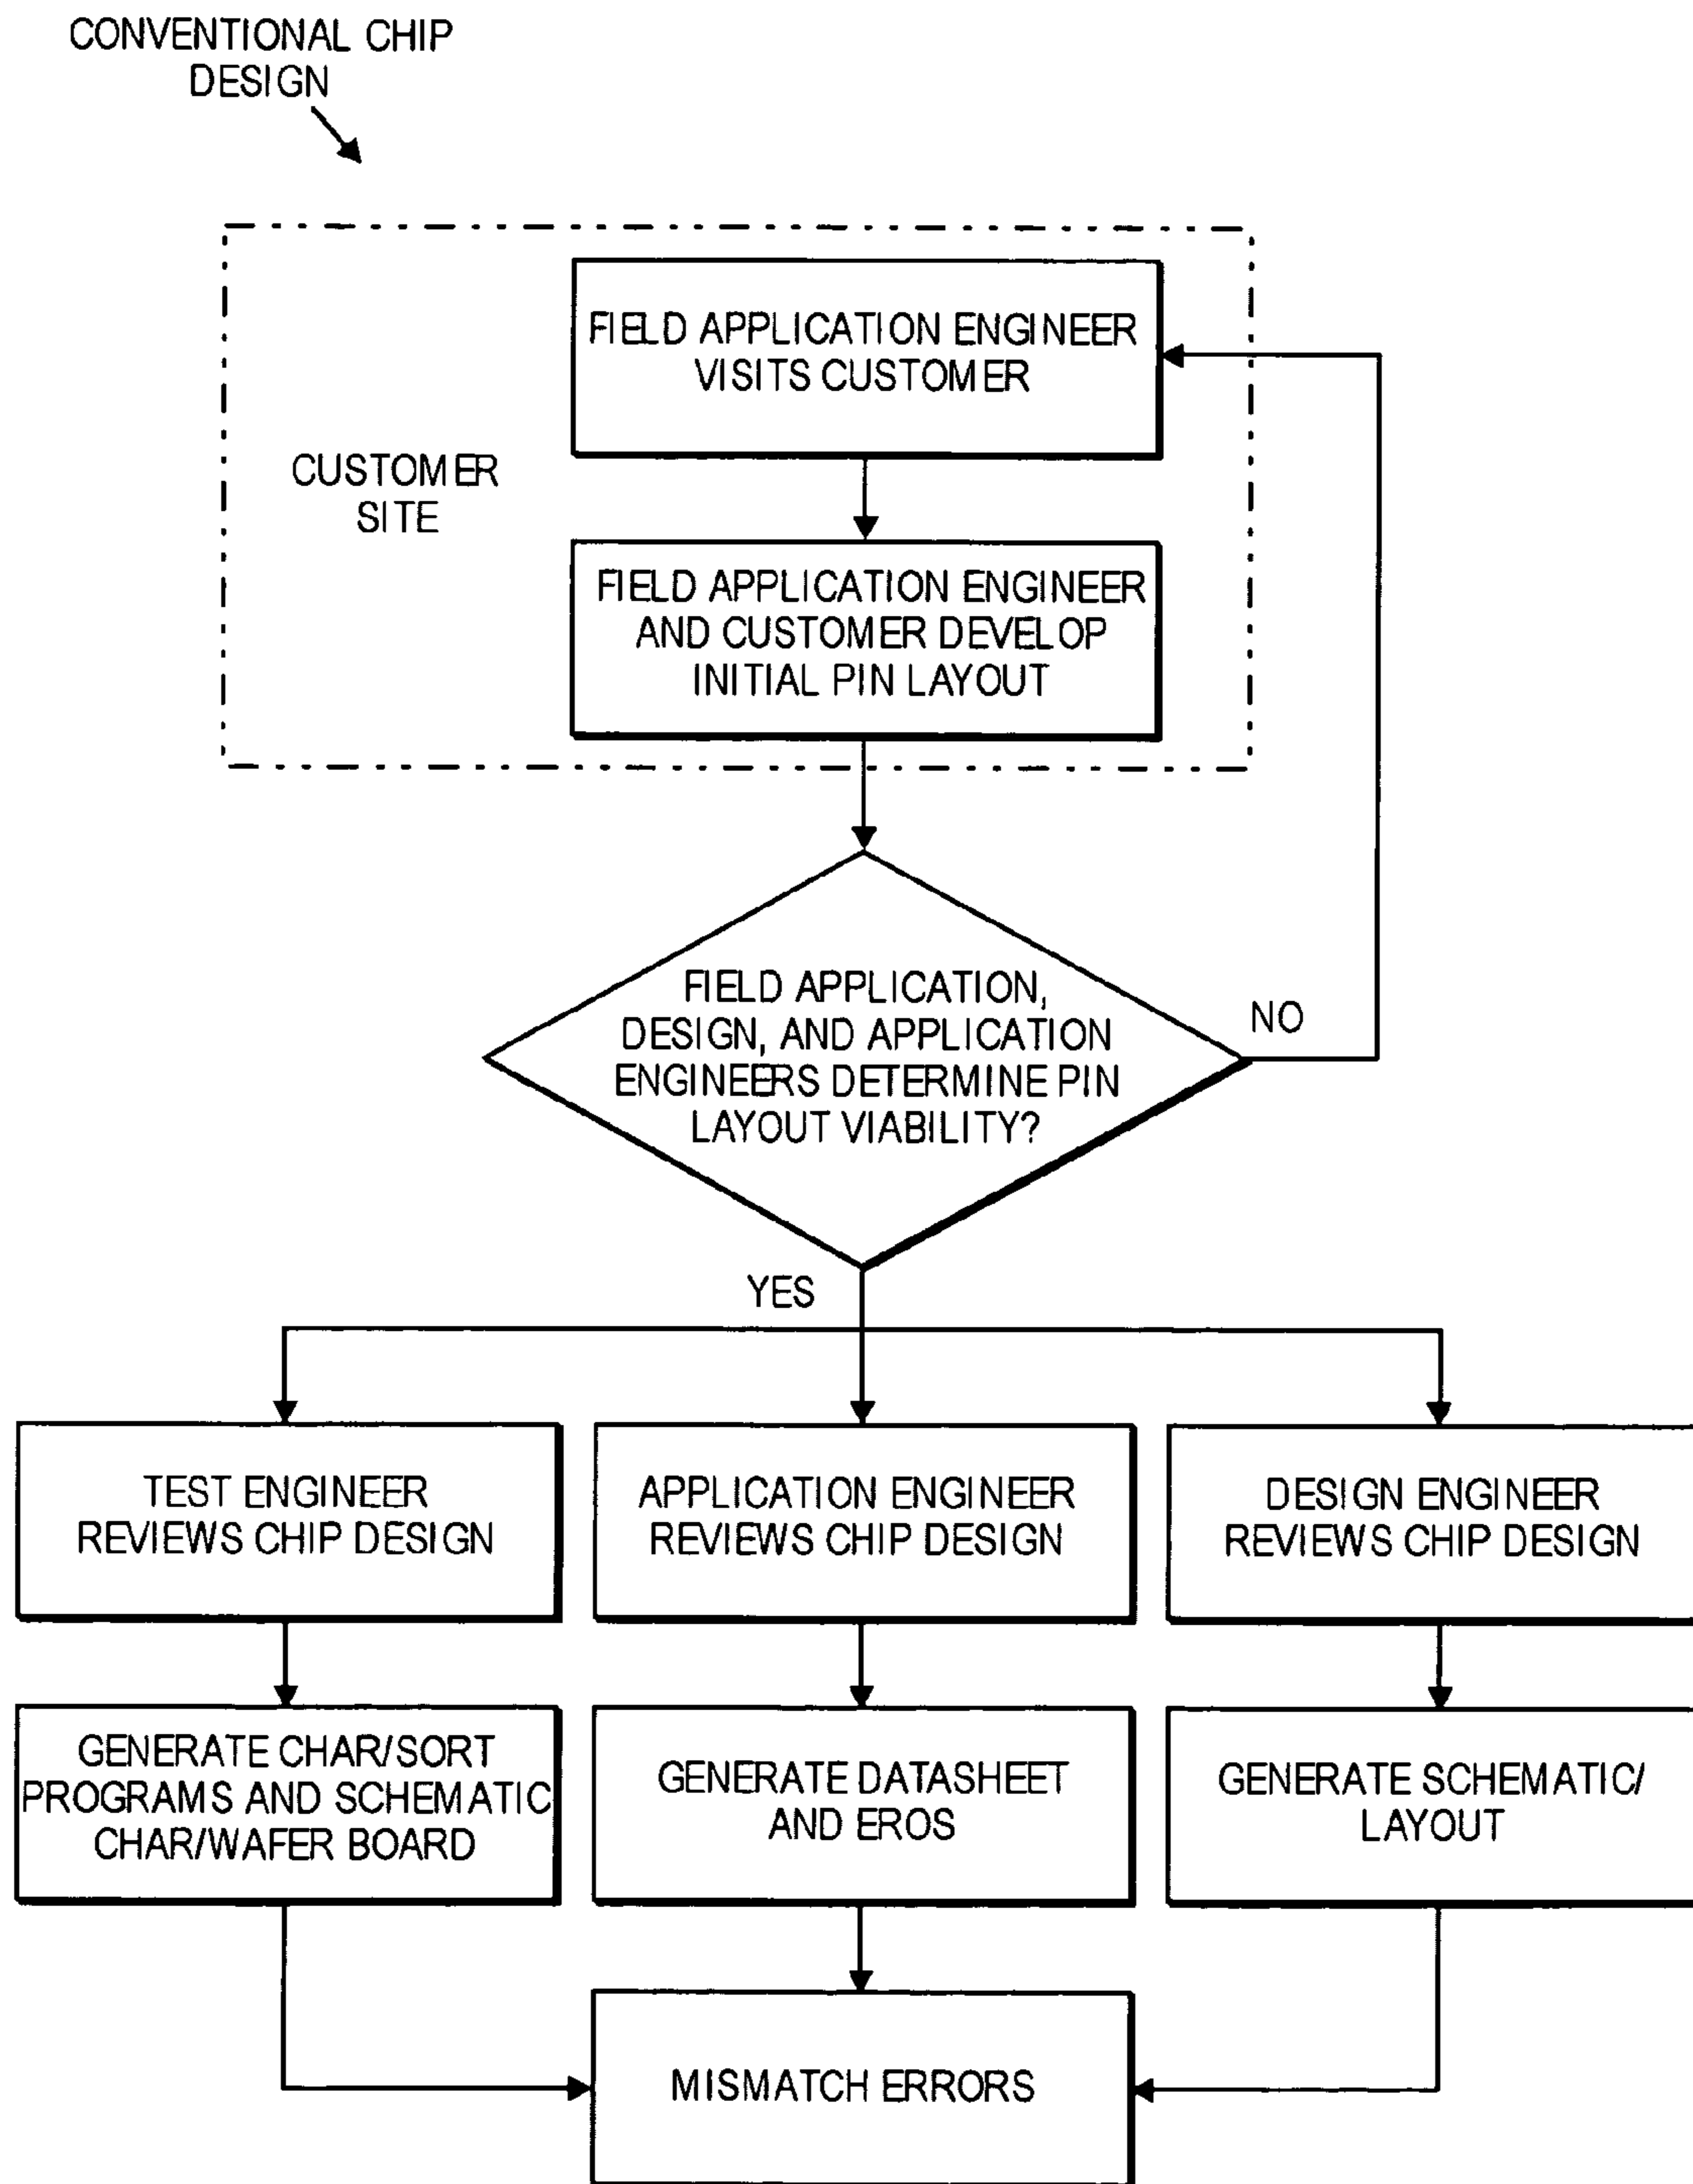 CONVENTIONAL CHIP
DESIGN
FIELD APPLICATION ENGINEER
VISITS CUSTOMER
CUSTOMER
SITE
FIELD APPLICATION ENGINEER
AND CUSTOMER DEVELOP
INITIAL PIN LAYOUT
FIELD APPLICATION,
DESIGN, AND APPLICATION
ENGINEERS DETERMINE PIN
LAYOUT VIABILITY?
NO
YES
TEST ENGINEER
REVIEWS CHIP DESIGN
APPLICATION ENGINEER
REVIEWS CHIP DESIGN
DESIGN ENGINEER
REVIEWS CHIP DESIGN
GENERATE CHAR/SORT
PROGRAMS AND SCHEMATIC
CHAR/WAFER BOARD
GENERATE DATASHEET
AND EROS
GENERATE SCHEMATIC/
LAYOUT
MISMATCH ERRORS